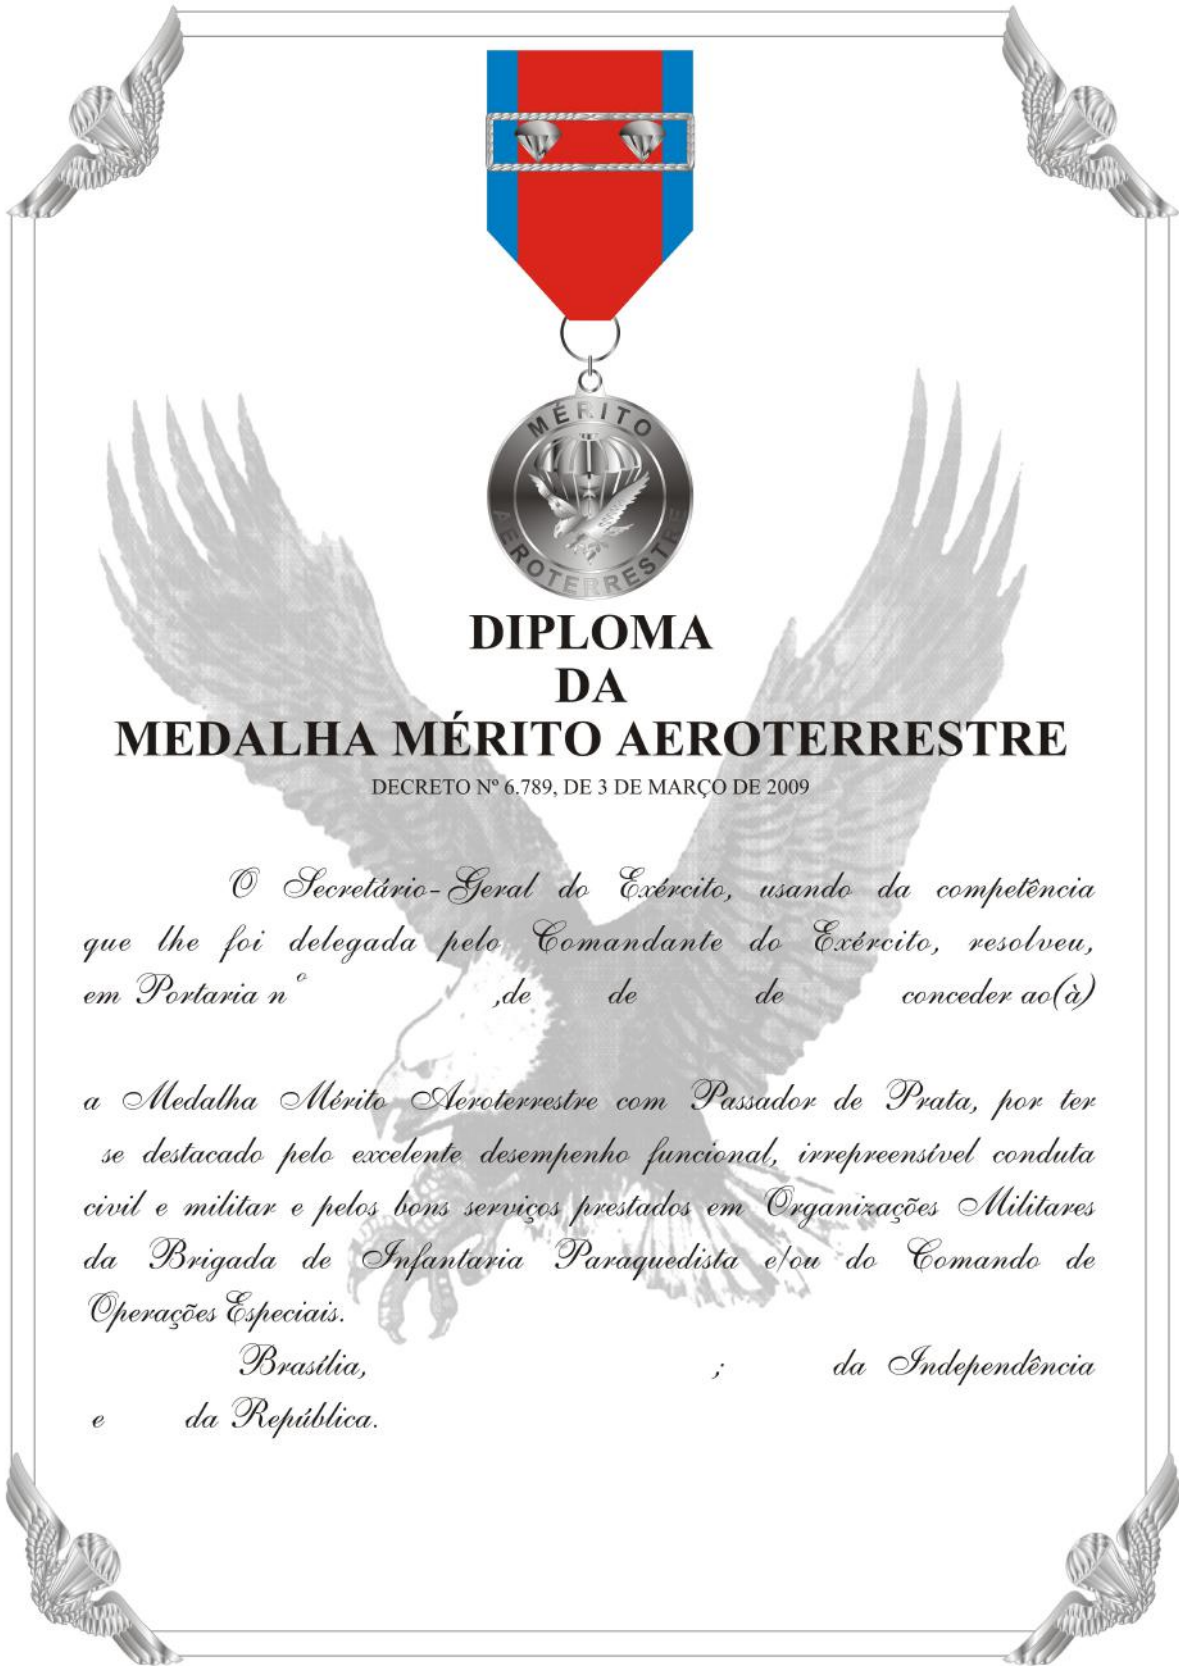 MÉRITO
AEROTERRESTRE
DIPLOMA
DA
MEDALHA MÉRITO AEROTERRESTRE
DECRETO Nº 6.789, DE 3 DE MARÇO DE 2009
O Secretário-Geral do Exército, usando da competência
que lhe foi delegada pelo Comandante do Exército, resolveu,
em Portaria nº ,de de de conceder ao(à)
a Medalha Mérito Aeroterrestre com Passador de Prata, por ter
se destacado pelo excelente desempenho funcional, irrepreensível conduta
civil e militar e pelos bons serviços prestados em Organizações Militares
da Brigada de Infantaria Paraquedista e/ou do Comando de
Operações Especiais.
Brasília, ; da Independência
e da República.